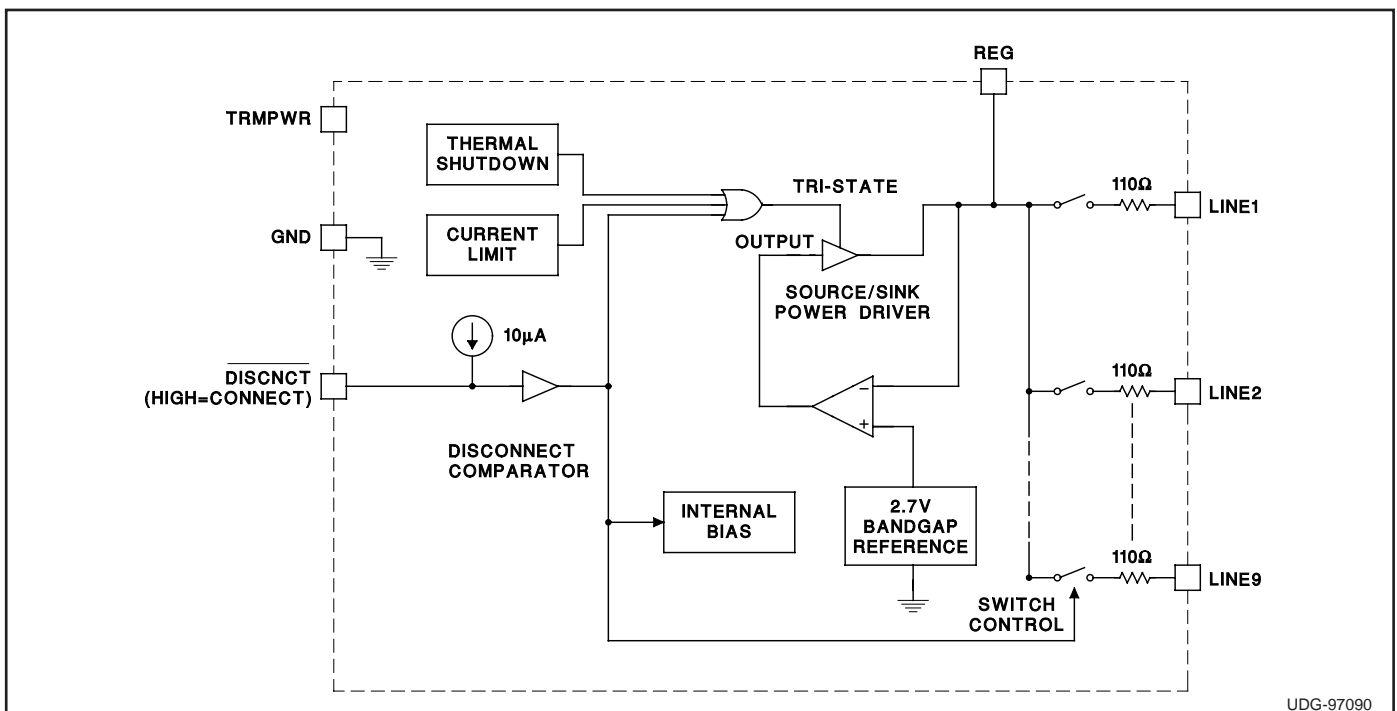 REG
TRMPWR
THERMAL
SHUTDOWN
TRI-STATE
110Ω
LINE1
GND
CURRENT
LIMIT
OUTPUT
SOURCE/SINK
POWER DRIVER
10µA
DISCNCT
(HIGH=CONNECT)
110Ω
LINE2
−
+
DISCONNECT
COMPARATOR
INTERNAL
BIAS
2.7V
BANDGAP
REFERENCE
110Ω
LINE9
SWITCH
CONTROL
UDG-97090